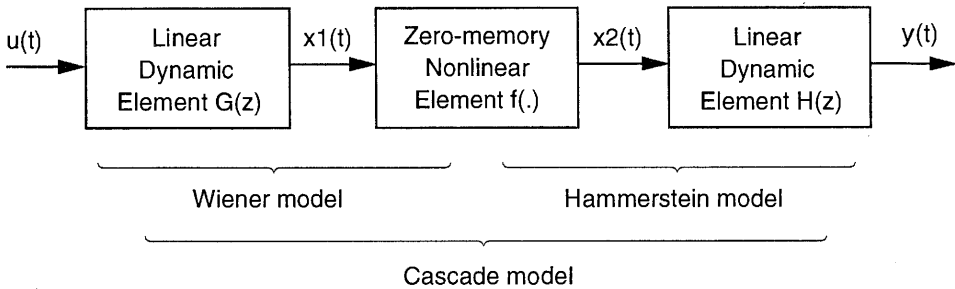 u(t)
Linear
Dynamic
Element G(z)
x1(t)
Zero-memory
Nonlinear
Element f(.)
x2(t)
Linear
Dynamic
Element H(z)
y(t)
Wiener model
Hammerstein model
Cascade model